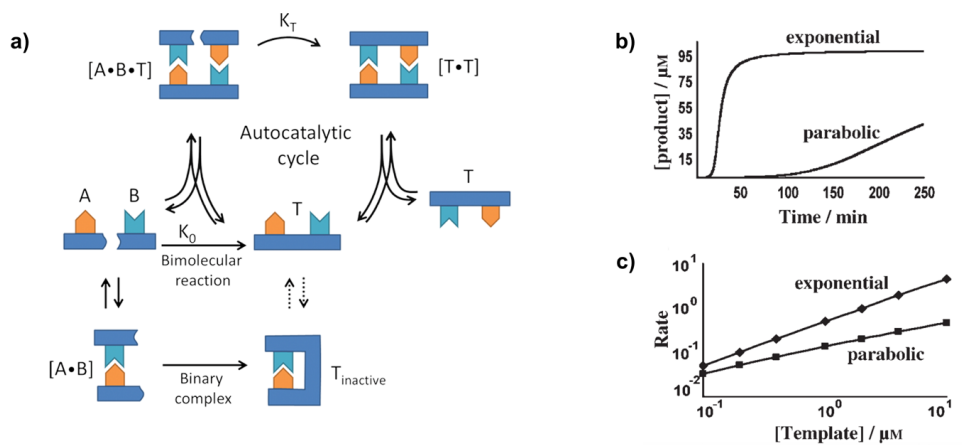 a)
K_T
[A•B•T]
[T•T]
Autocatalytic
cycle
A
B
T
T
K_0
Bimolecular
reaction
[A•B]
Binary
complex
T_inactive
b)
exponential
parabolic
[product] / µM
95
75
55
35
15
50 100 150 200 250
Time / min
c)
exponential
parabolic
Rate
10^1
10^0
10^-1
10^-2
10^-1 10^0 10^1
[Template] / µM